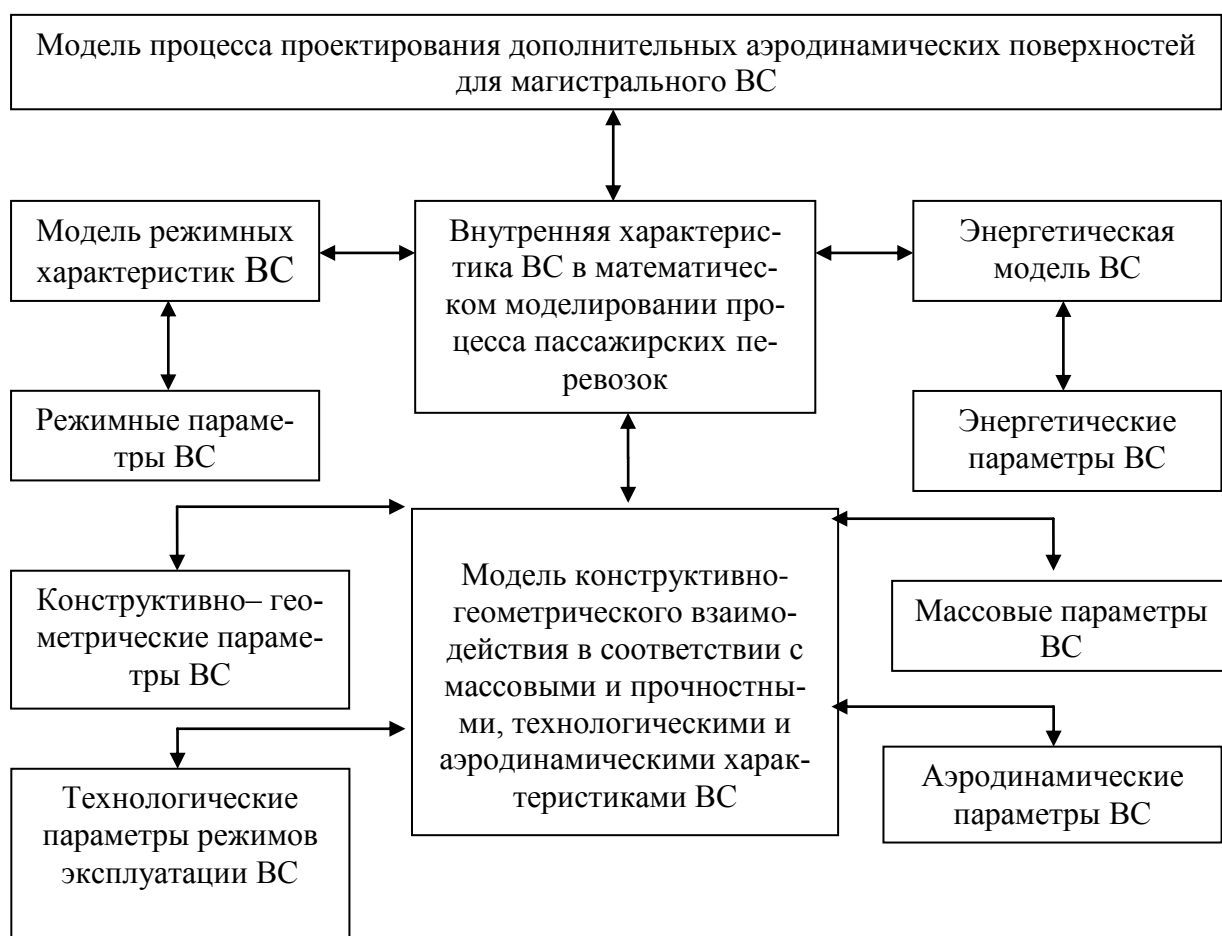 Модель процесса проектирования дополнительных аэродинамических поверхностей
для магистрального ВС
Модель режимных
характеристик ВС
Внутренняя характерис-
тика ВС в математичес-
ком моделировании про-
цесса пассажирских пе-
ревозок
Энергетическая
модель ВС
Режимные параме-
тры ВС
Энергетические
параметры ВС
Конструктивно– гео-
метрические параме-
тры ВС
Модель конструктивно-
геометрического взаимо-
действия в соответствии с
массовыми и прочностны-
ми, технологическими и
аэродинамическими харак-
теристиками ВС
Массовые параметры
ВС
Технологические
параметры режимов
эксплуатации ВС
Аэродинамические
параметры ВС